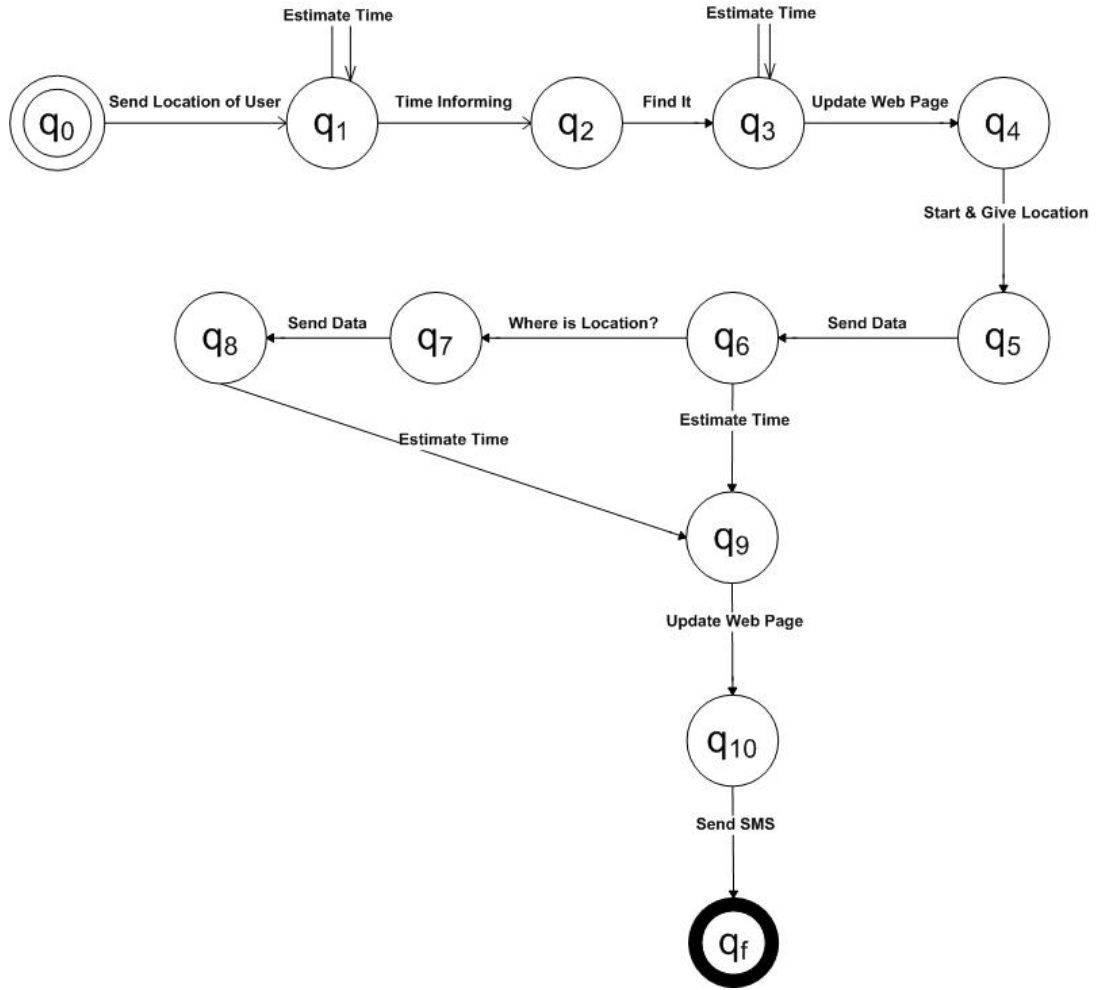 Estimate Time
Estimate Time
Send Location of User
Time Informing
Find It
Update Web Page
q0
q1
q2
q3
q4
Start & Give Location
Send Data
Where is Location?
Send Data
q8
q7
q6
q5
Estimate Time
Estimate Time
q9
Update Web Page
q10
Send SMS
qf